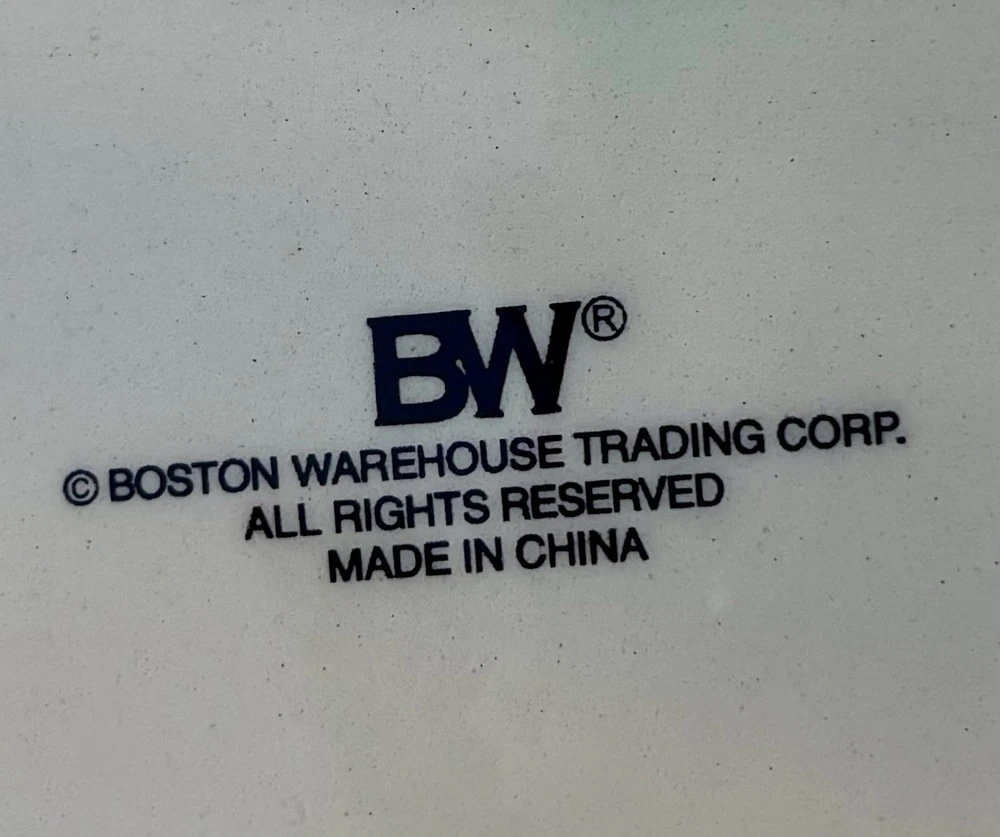 BW®
© BOSTON WAREHOUSE TRADING CORP.
ALL RIGHTS RESERVED
MADE IN CHINA